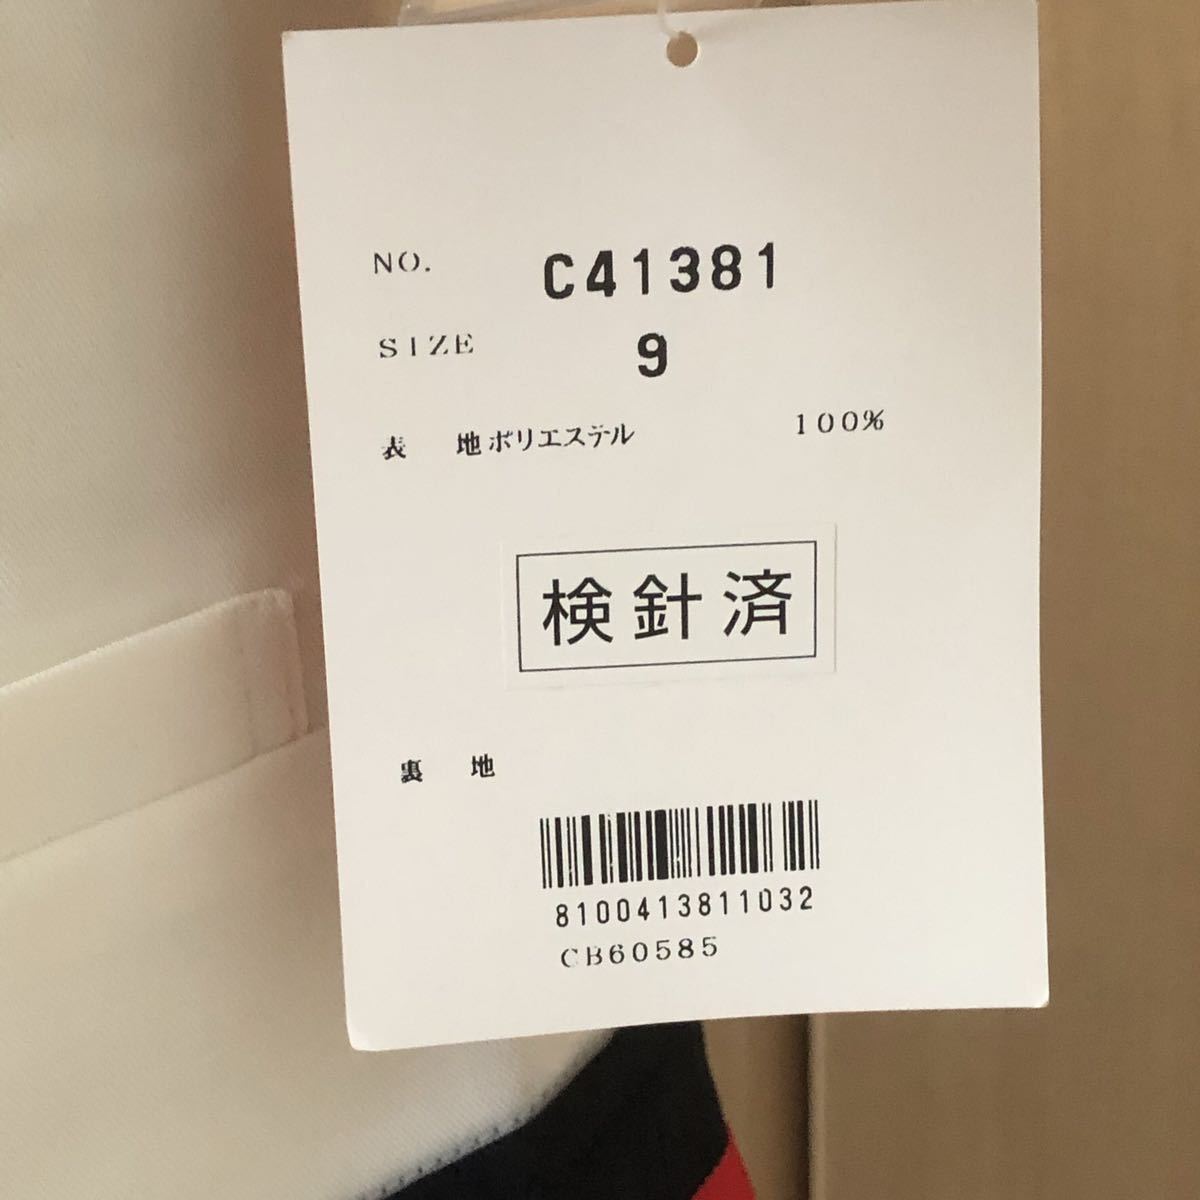 NO. C41381
SIZE 9
表 地 ポリエステル 100%
検針済
裏 地
8100413811032
CB60585